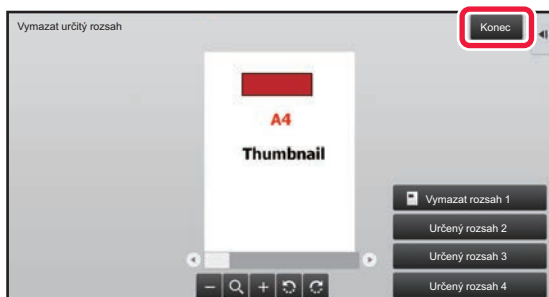 Vymazat určitý rozsah
Konec
A4
Thumbnail
Vymazat rozsah 1
Určený rozsah 2
Určený rozsah 3
Určený rozsah 4